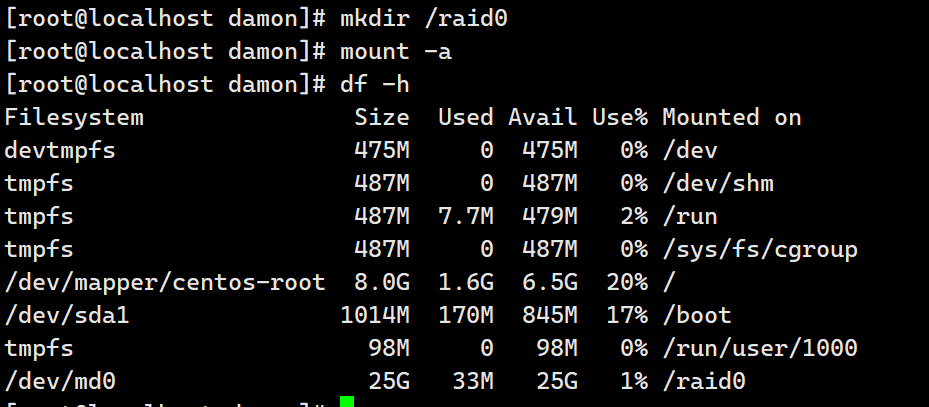 [root@localhost damon]# mkdir /raid0
[root@localhost damon]# mount -a
[root@localhost damon]# df -h
Filesystem               Size  Used Avail Use% Mounted on
devtmpfs                 475M     0  475M   0% /dev
tmpfs                    487M     0  487M   0% /dev/shm
tmpfs                    487M  7.7M  479M   2% /run
tmpfs                    487M     0  487M   0% /sys/fs/cgroup
/dev/mapper/centos-root  8.0G  1.6G  6.5G  20% /
/dev/sda1               1014M  170M  845M  17% /boot
tmpfs                     98M     0   98M   0% /run/user/1000
/dev/md0                  25G   33M   25G   1% /raid0
[root@localhost damon]#